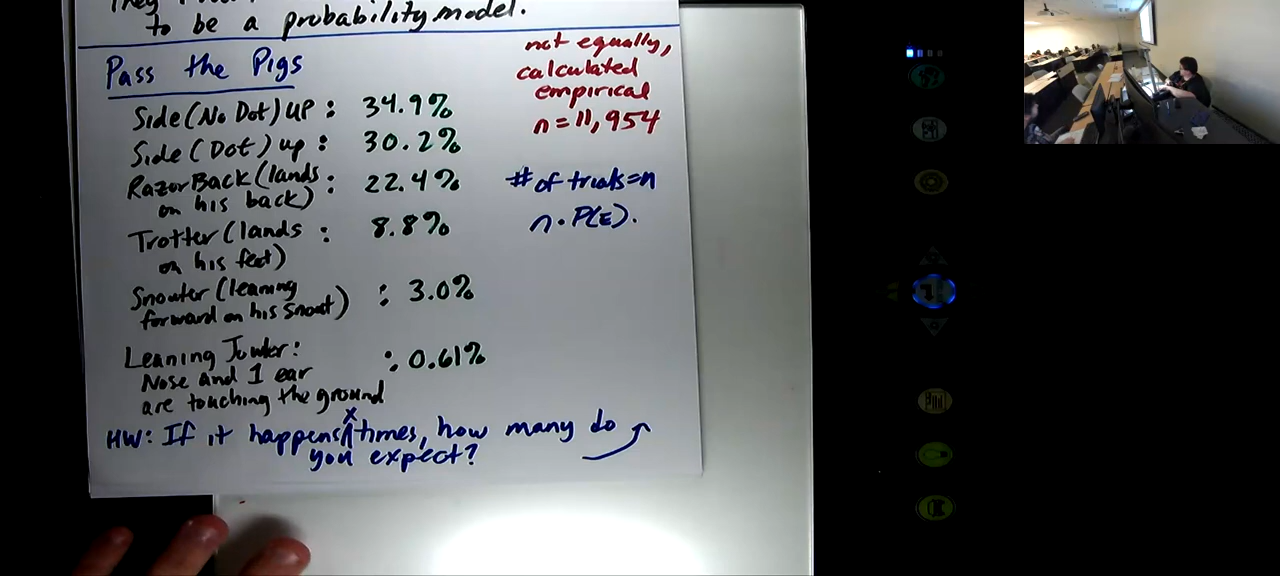 to be a probability model.
Pass the Pigs
not equally,
calculated
empirical
n=11,954
Side (No Dot) up : 34.9%
Side (Dot) up : 30.2%
RazorBack (lands : 22.4%
on his back)
# of trials=n
n·P(E).
Trotter (lands : 8.8%
on his feet)
Snouter (leaning
forward on his snout) : 3.0%
Leaning Jowler:
Nose and 1 ear : 0.61%
are touching the ground
HW: If it happens x times, how many do
you expect?